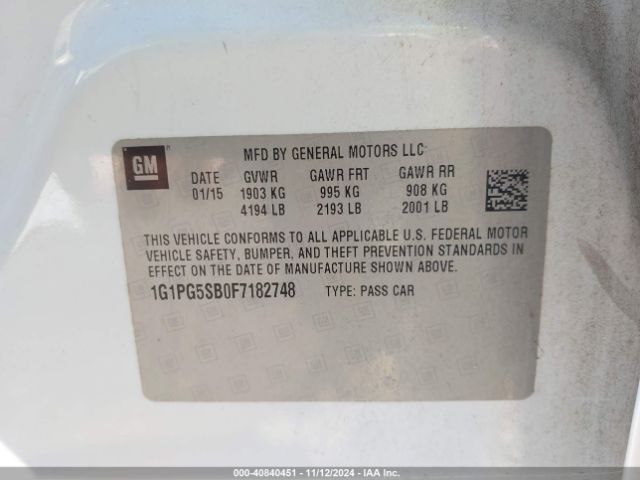 GM
MFD BY GENERAL MOTORS LLC
DATE GVWR GAWR FRT GAWR RR
01/15 1903 KG 995 KG 908 KG
4194 LB 2193 LB 2001 LB
THIS VEHICLE CONFORMS TO ALL APPLICABLE U.S. FEDERAL MOTOR
VEHICLE SAFETY, BUMPER, AND THEFT PREVENTION STANDARDS IN
EFFECT ON THE DATE OF MANUFACTURE SHOWN ABOVE.
1G1PG5SB0F7182748 TYPE: PASS CAR
000-40840451 - 11/12/2024 - IAA Inc.